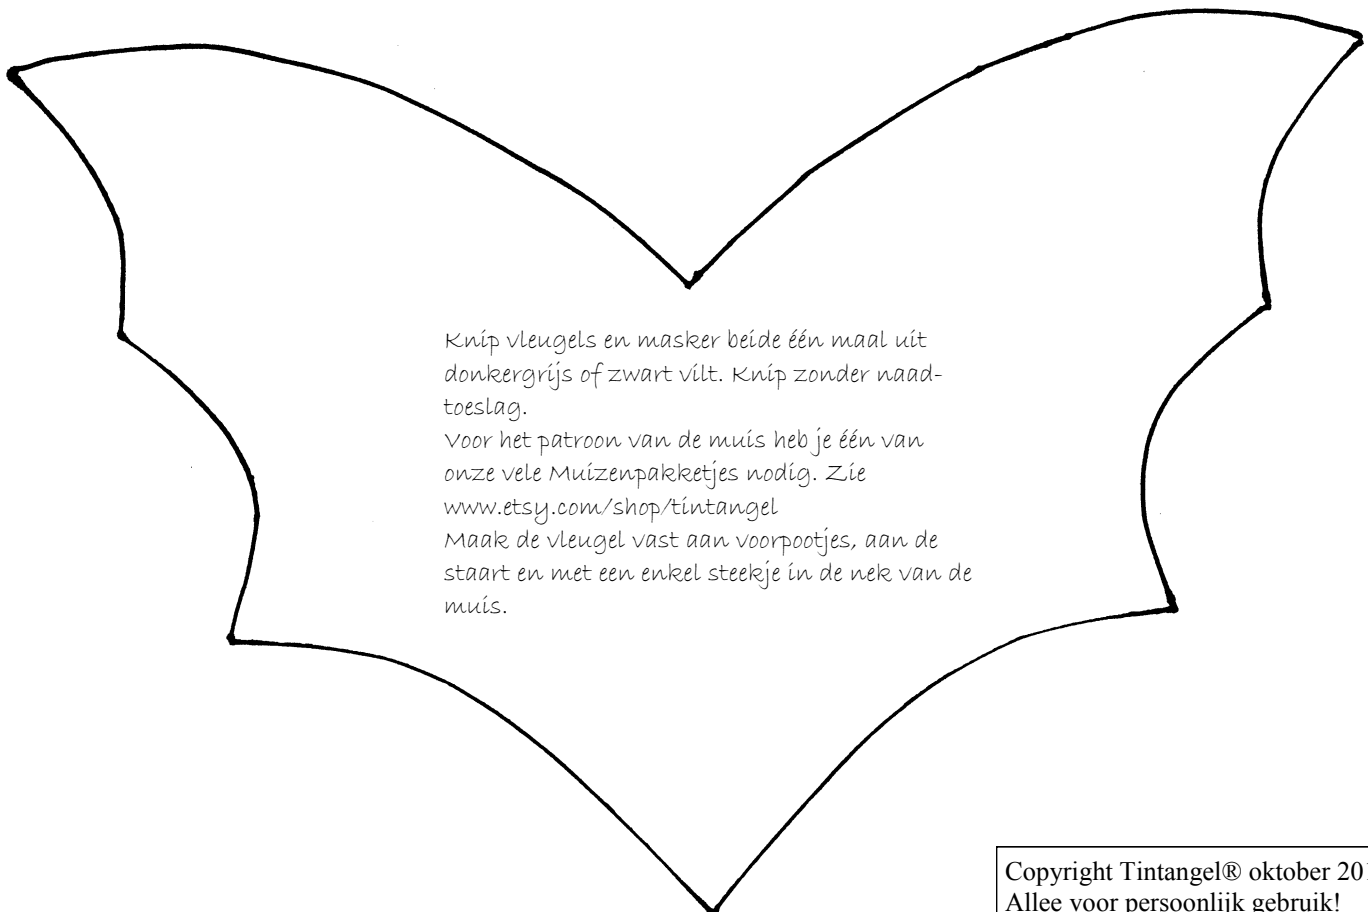 Knip vleugels en masker beide één maal uit
donkergrijs of zwart vilt. Knip zonder naad-
toeslag.
Voor het patroon van de muis heb je één van
onze vele Muizenpakketjes nodig. Zie
www.etsy.com/shop/tintangel
Maak de vleugel vast aan voorpootjes, aan de
staart en met een enkel steekje in de nek van de
muis.
Copyright Tintangel® oktober
Allee voor persoonlijk gebruik!